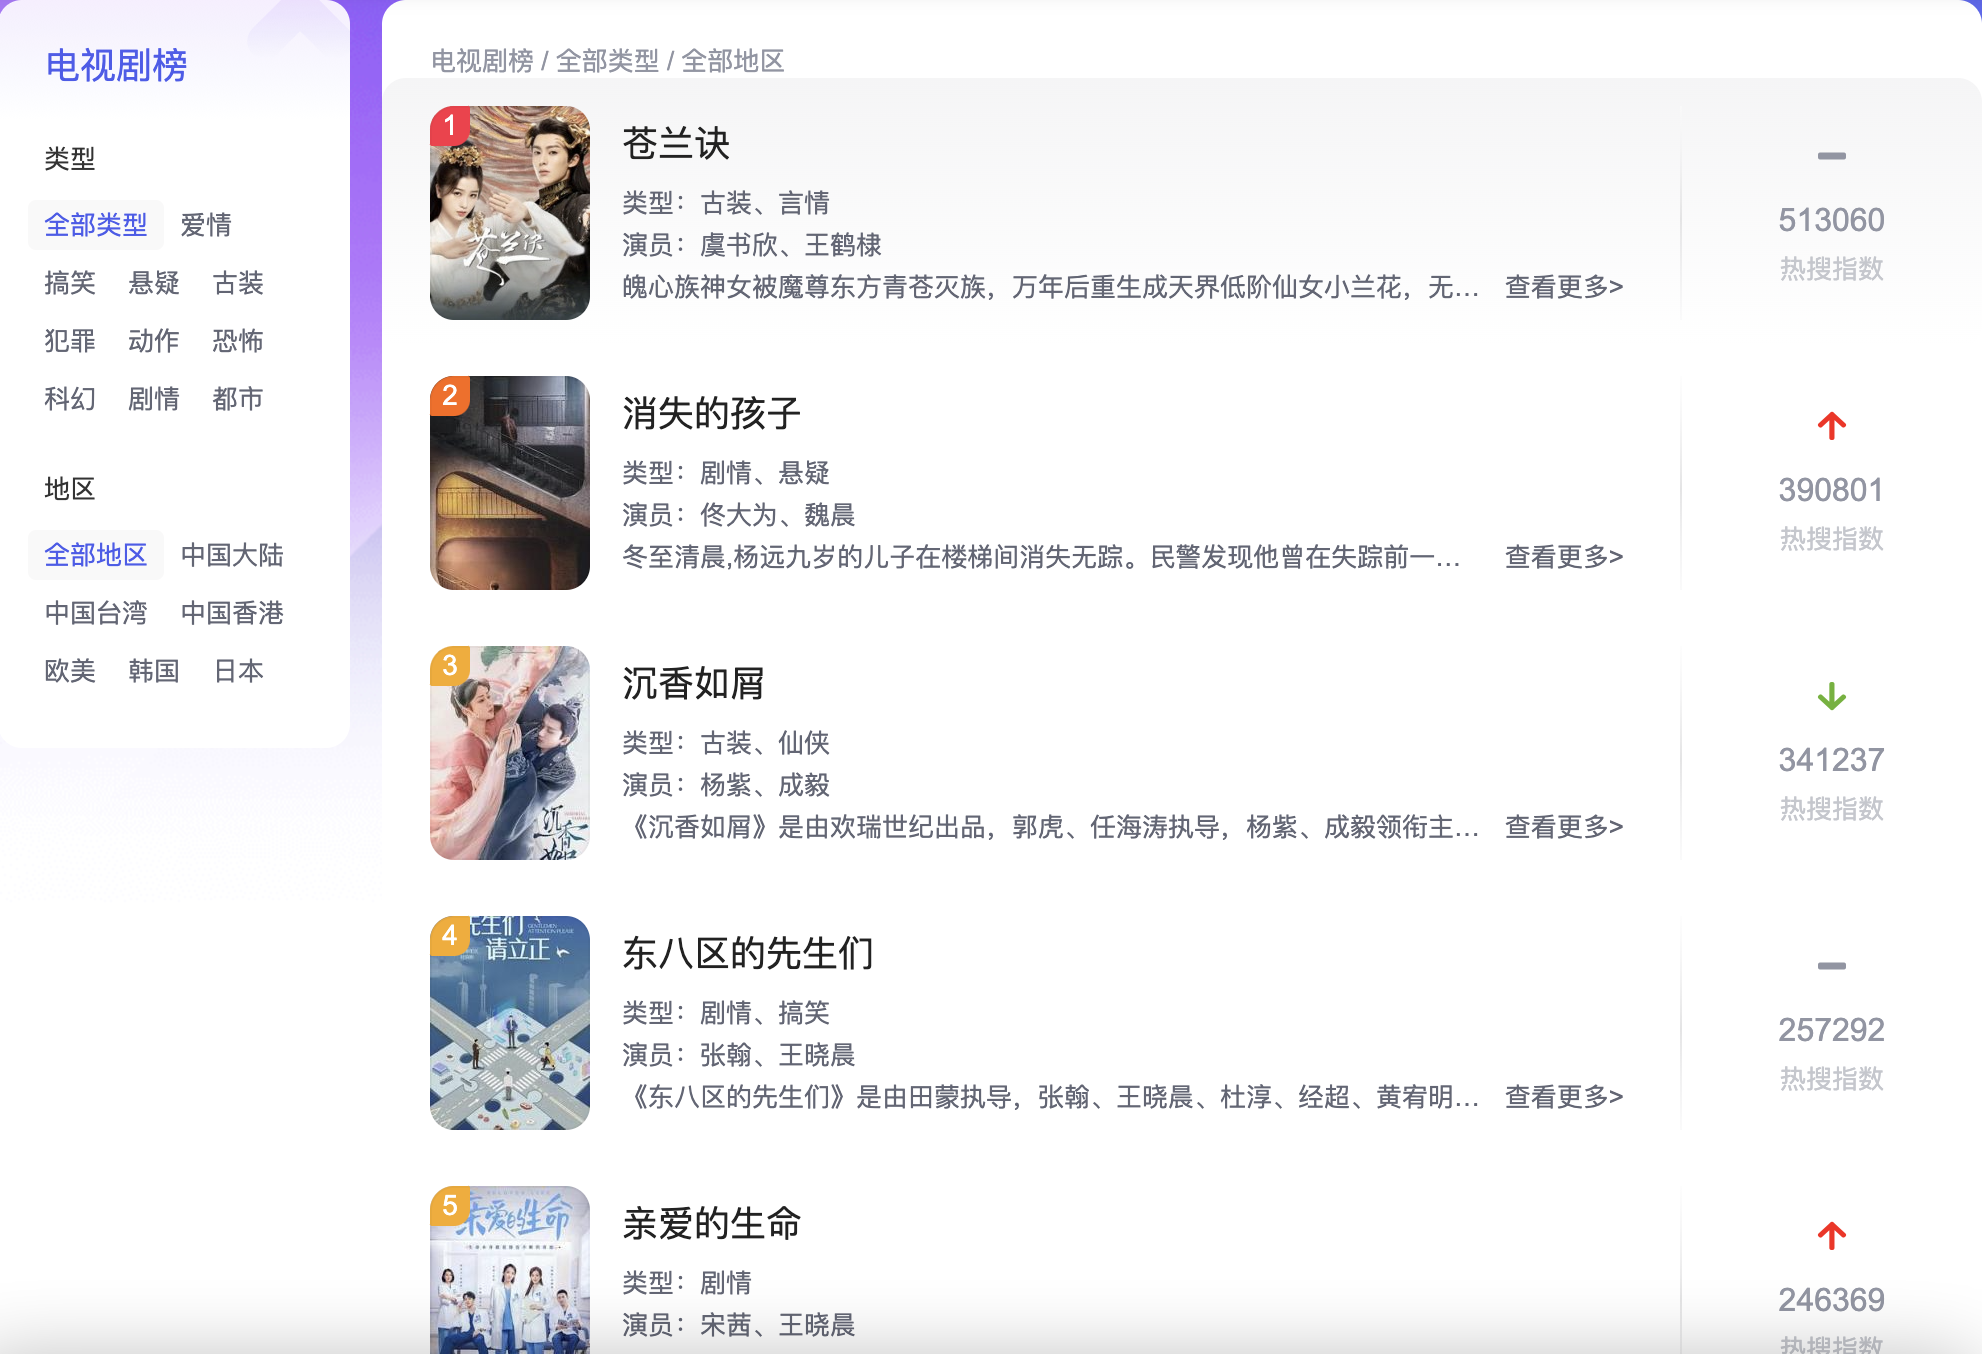 电视剧榜
类型
全部类型 爱情
搞笑 悬疑 古装
犯罪 动作 恐怖
科幻 剧情 都市
地区
全部地区 中国大陆
中国台湾 中国香港
欧美 韩国 日本
电视剧榜 / 全部类型 / 全部地区
1
苍兰诀
苍兰诀
类型：古装、言情
演员：虞书欣、王鹤棣
魄心族神女被魔尊东方青苍灭族，万年后重生成天界低阶仙女小兰花，无... 查看更多>
513060
热搜指数
2
消失的孩子
类型：剧情、悬疑
演员：佟大为、魏晨
冬至清晨,杨远九岁的儿子在楼梯间消失无踪。民警发现他曾在失踪前一... 查看更多>
390801
热搜指数
3
沉香如屑
类型：古装、仙侠
演员：杨紫、成毅
《沉香如屑》是由欢瑞世纪出品，郭虎、任海涛执导，杨紫、成毅领衔主... 查看更多>
341237
热搜指数
4
先生们
请立正
东八区的先生们
类型：剧情、搞笑
演员：张翰、王晓晨
《东八区的先生们》是由田蒙执导，张翰、王晓晨、杜淳、经超、黄宥明... 查看更多>
257292
热搜指数
5
亲爱的生命
亲爱的生命
类型：剧情
演员：宋茜、王晓晨
246369
热搜指数